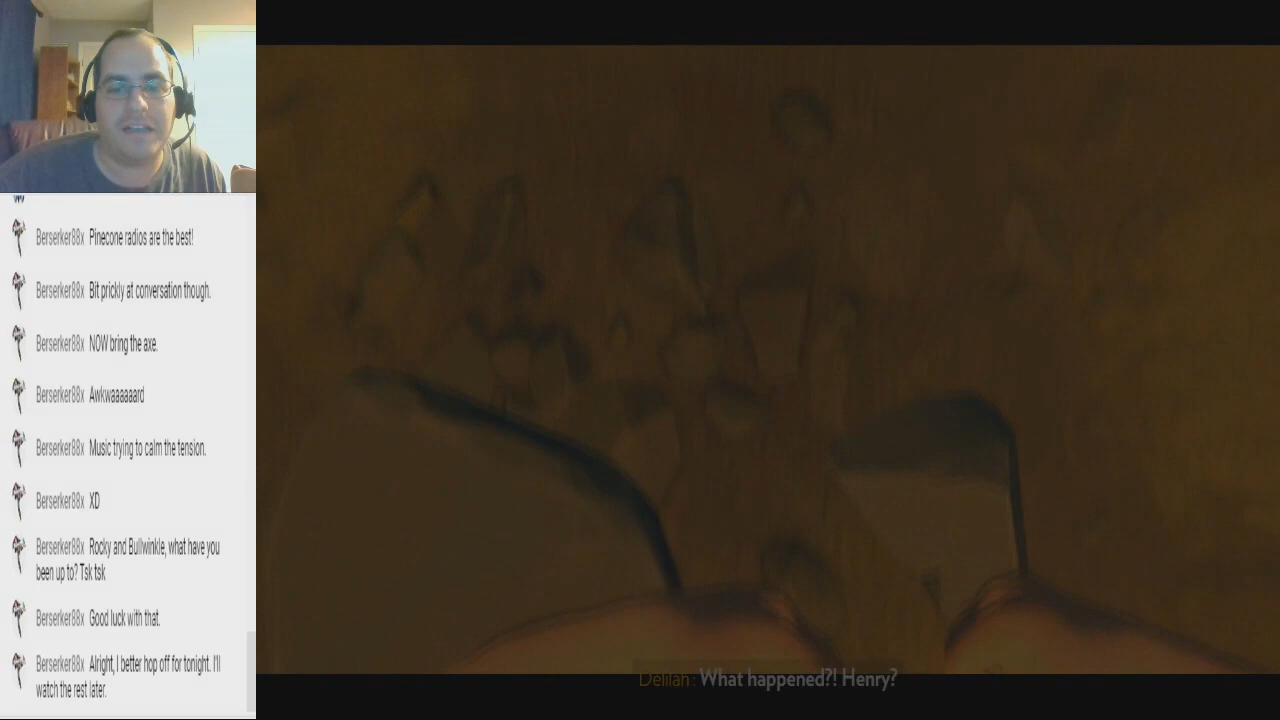 Berserker88x Pinecone radios are the best!
Berserker88x Bit prickly at conversation though.
Berserker88x NOW bring the axe.
Berserker88x Awkwaaaaaard
Berserker88x Music trying to calm the tension.
Berserker88x XD
Berserker88x Rocky and Bullwinkle, what have you
been up to? Tsk tsk
Berserker88x Good luck with that.
Berserker88x Alright, I better hop off for tonight. I'll
watch the rest later.
Delilah: What happened?! Henry?